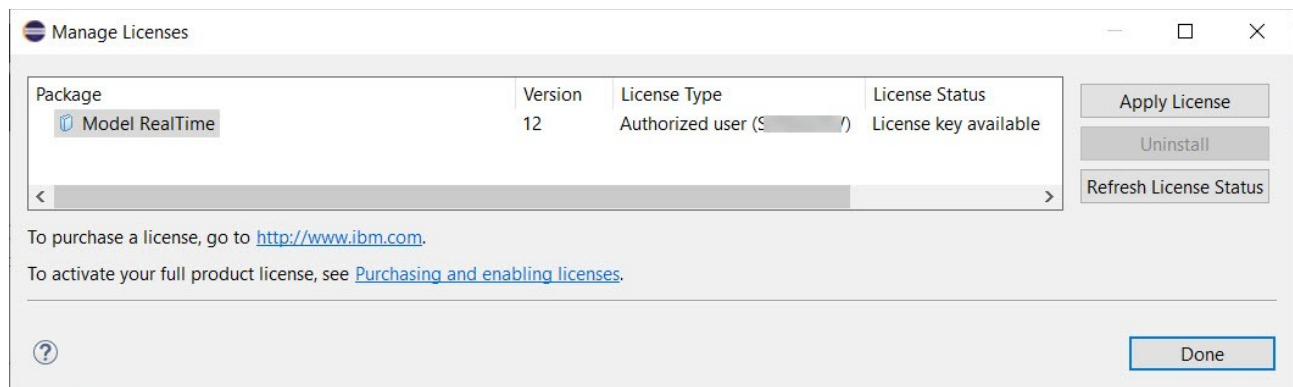 Manage Licenses
Package Version License Type License Status
Model RealTime 12 Authorized user ( ) License key available
Apply License
Uninstall
Refresh License Status
To purchase a license, go to http://www.ibm.com.
To activate your full product license, see Purchasing and enabling licenses.
?
Done